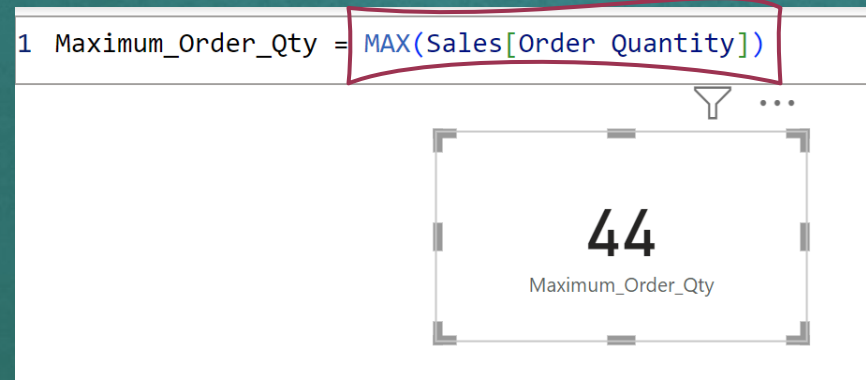 1 Maximum_Order_Qty = MAX(Sales[Order Quantity])
44
Maximum_Order_Qty